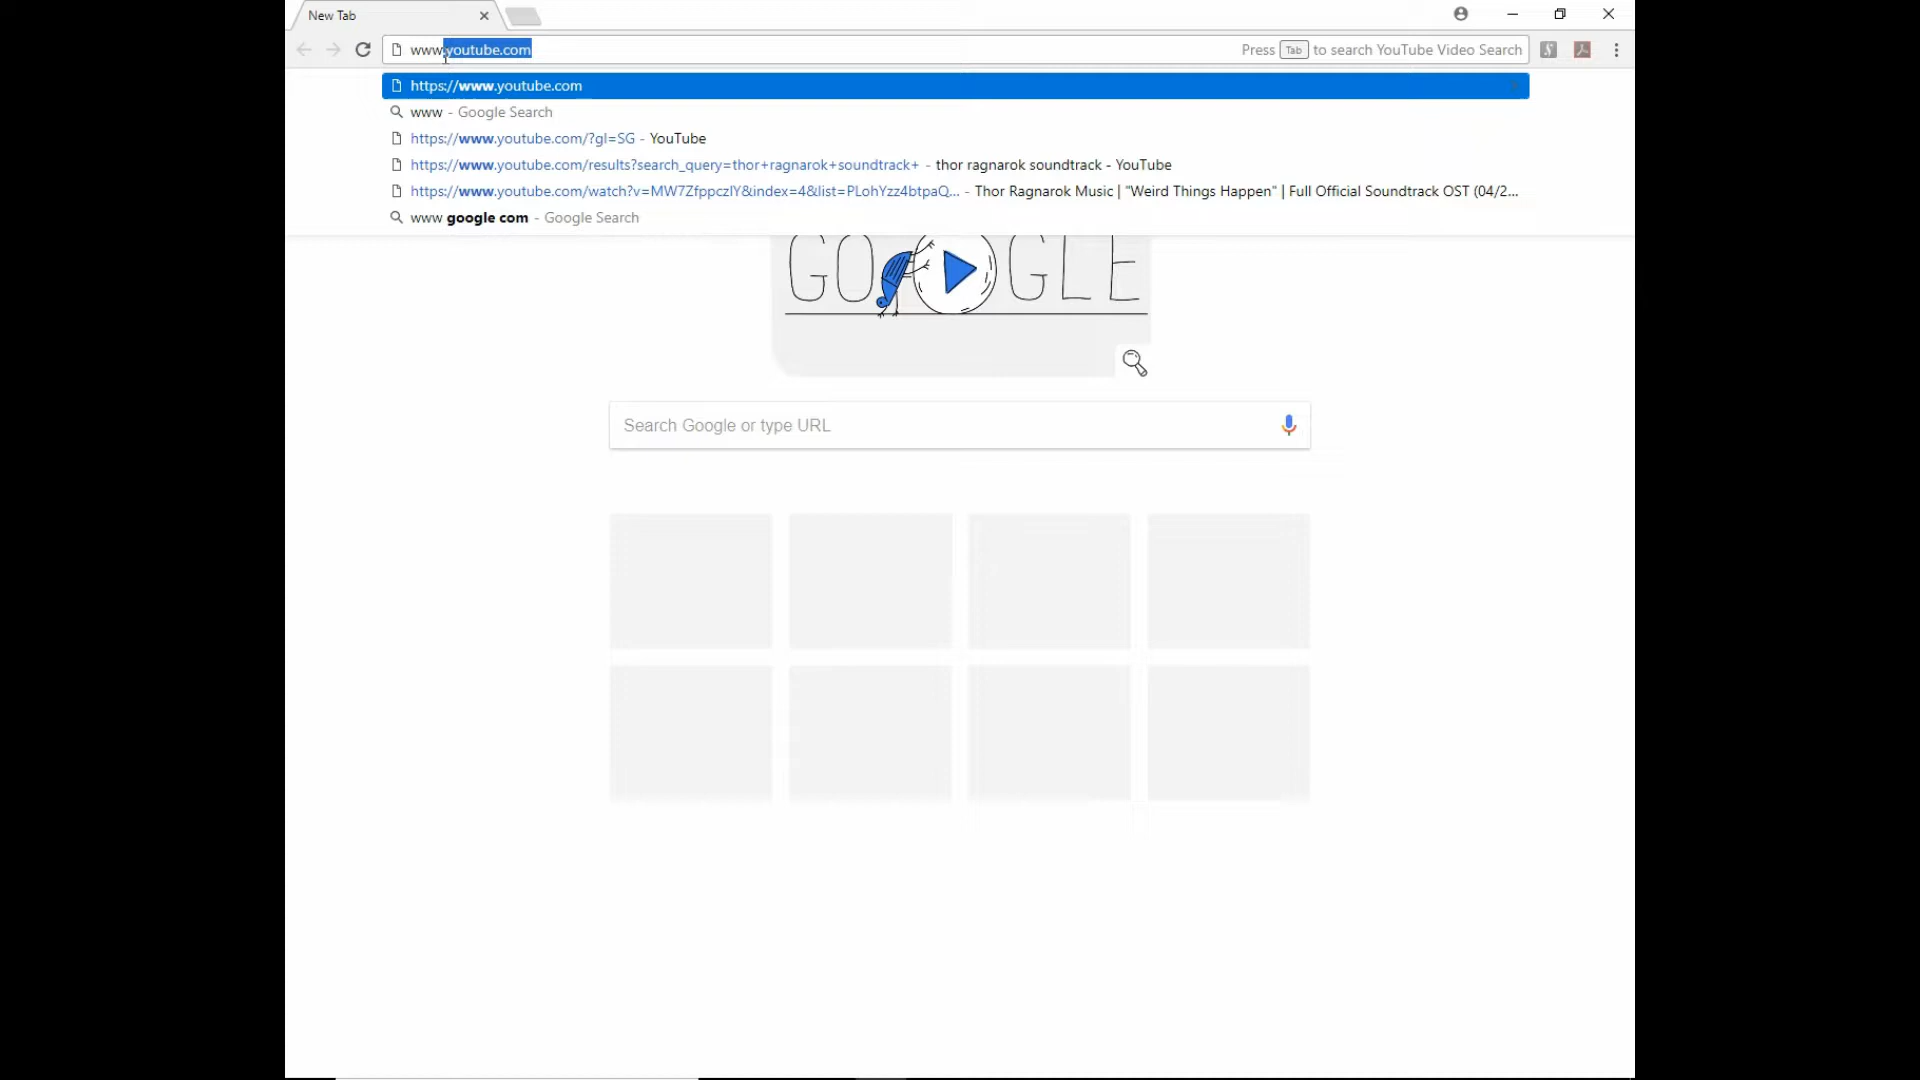 New Tab
www.youtube.com
Press Tab to search YouTube Video Search
https://www.youtube.com
www - Google Search
https://www.youtube.com/?gl=SG - YouTube
https://www.youtube.com/results?search_query=thor+ragnarok+soundtrack+ - thor ragnarok soundtrack - YouTube
https://www.youtube.com/watch?v=MW7ZfppczlY&index=4&list=PLohYzz4btpaQ... - Thor Ragnarok Music | "Weird Things Happen" | Full Official Soundtrack OST (04/2...
www google com - Google Search
GO GLE
Search Google or type URL